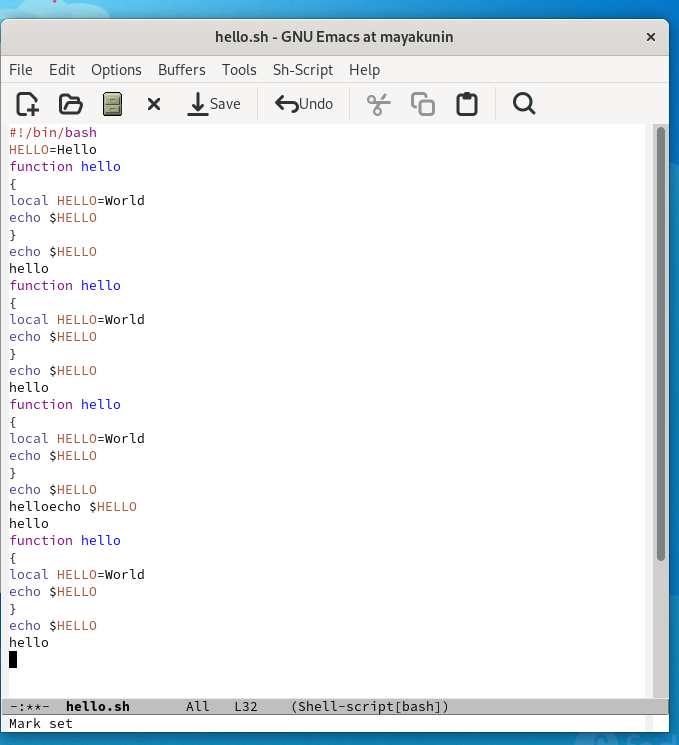 hello.sh - GNU Emacs at mayakunin ×
File Edit Options Buffers Tools Sh-Script Help
Save Undo
#!/bin/bash
HELLO=Hello
function hello
{
local HELLO=World
echo $HELLO
}
echo $HELLO
hello
function hello
{
local HELLO=World
echo $HELLO
}
echo $HELLO
hello
function hello
{
local HELLO=World
echo $HELLO
}
echo $HELLO
helloecho $HELLO
hello
function hello
{
local HELLO=World
echo $HELLO
}
echo $HELLO
hello
-:**- hello.sh All L32 (Shell-script[bash])
Mark set